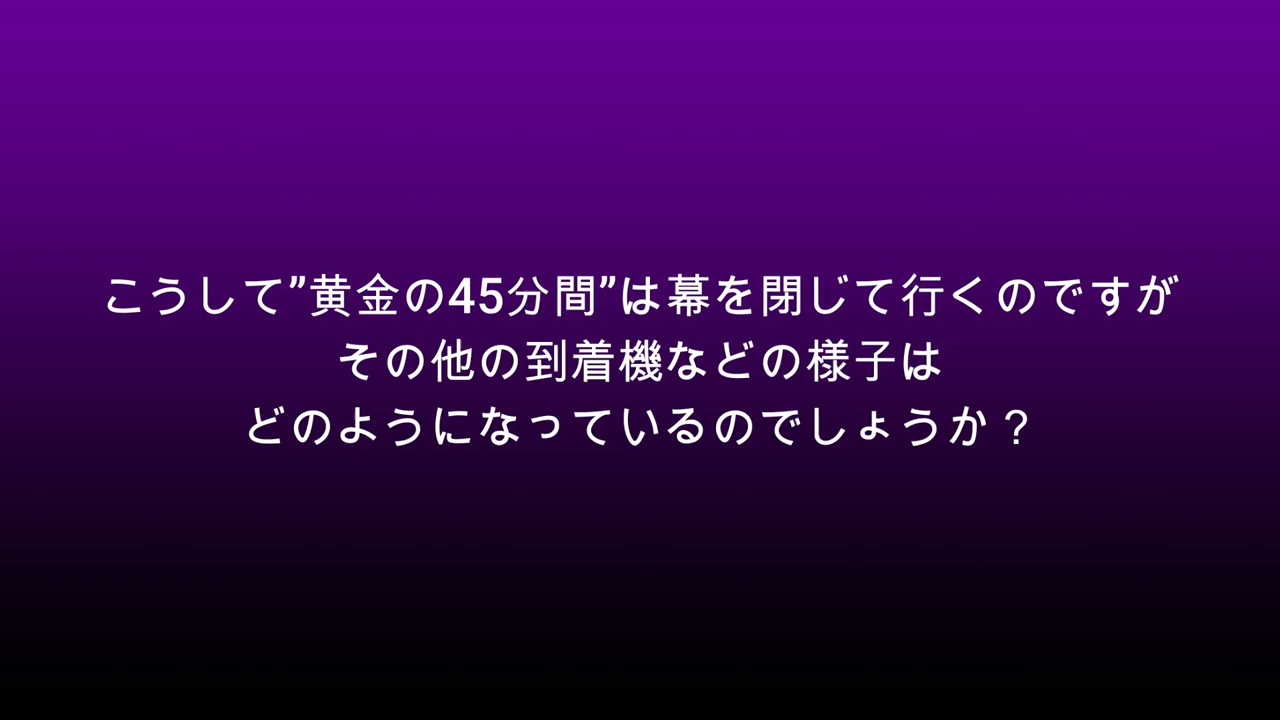 こうして”黄金の45分間”は幕を閉じて行くのですが
その他の到着機などの様子は
どのようになっているのでしょうか？